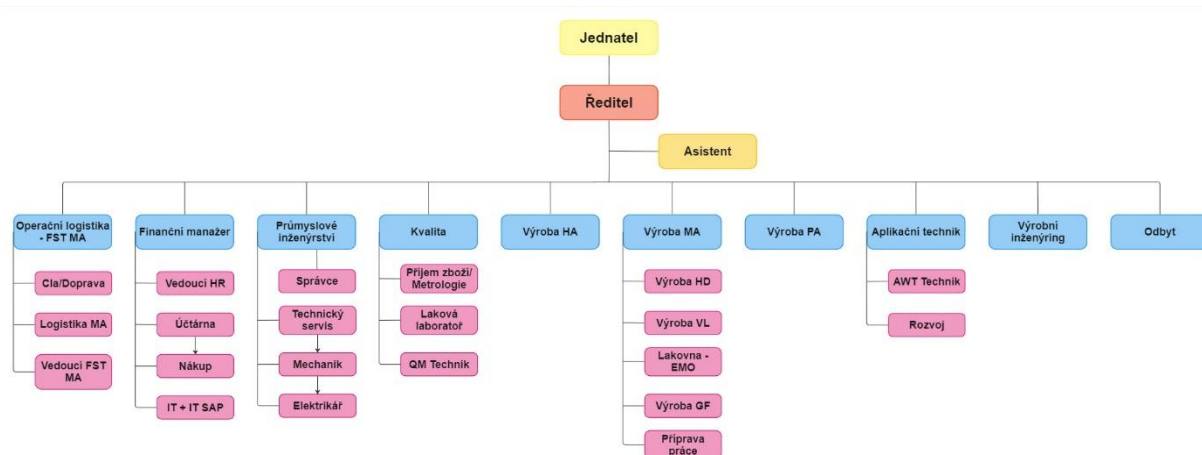 Jednatel
Ředitel
Asistent
Operační logistika
- FST MA
Finanční manažer
Průmyslové
inženýrství
Kvalita
Výroba HA
Výroba MA
Výroba PA
Aplikační technik
Výrobní
inženýring
Odbyt
Cla/Doprava
Logistika MA
Vedoucí FST
MA
Vedoucí HR
Účtárna
Nákup
IT + IT SAP
Správce
Technický
servis
Mechanik
Elektrikář
Příjem zboží/
Metrologie
Laková
laboratoř
QM Technik
Výroba HD
Výroba VL
Lakovna -
EMO
Výroba GF
Příprava
práce
AWT Technik
Rozvoj